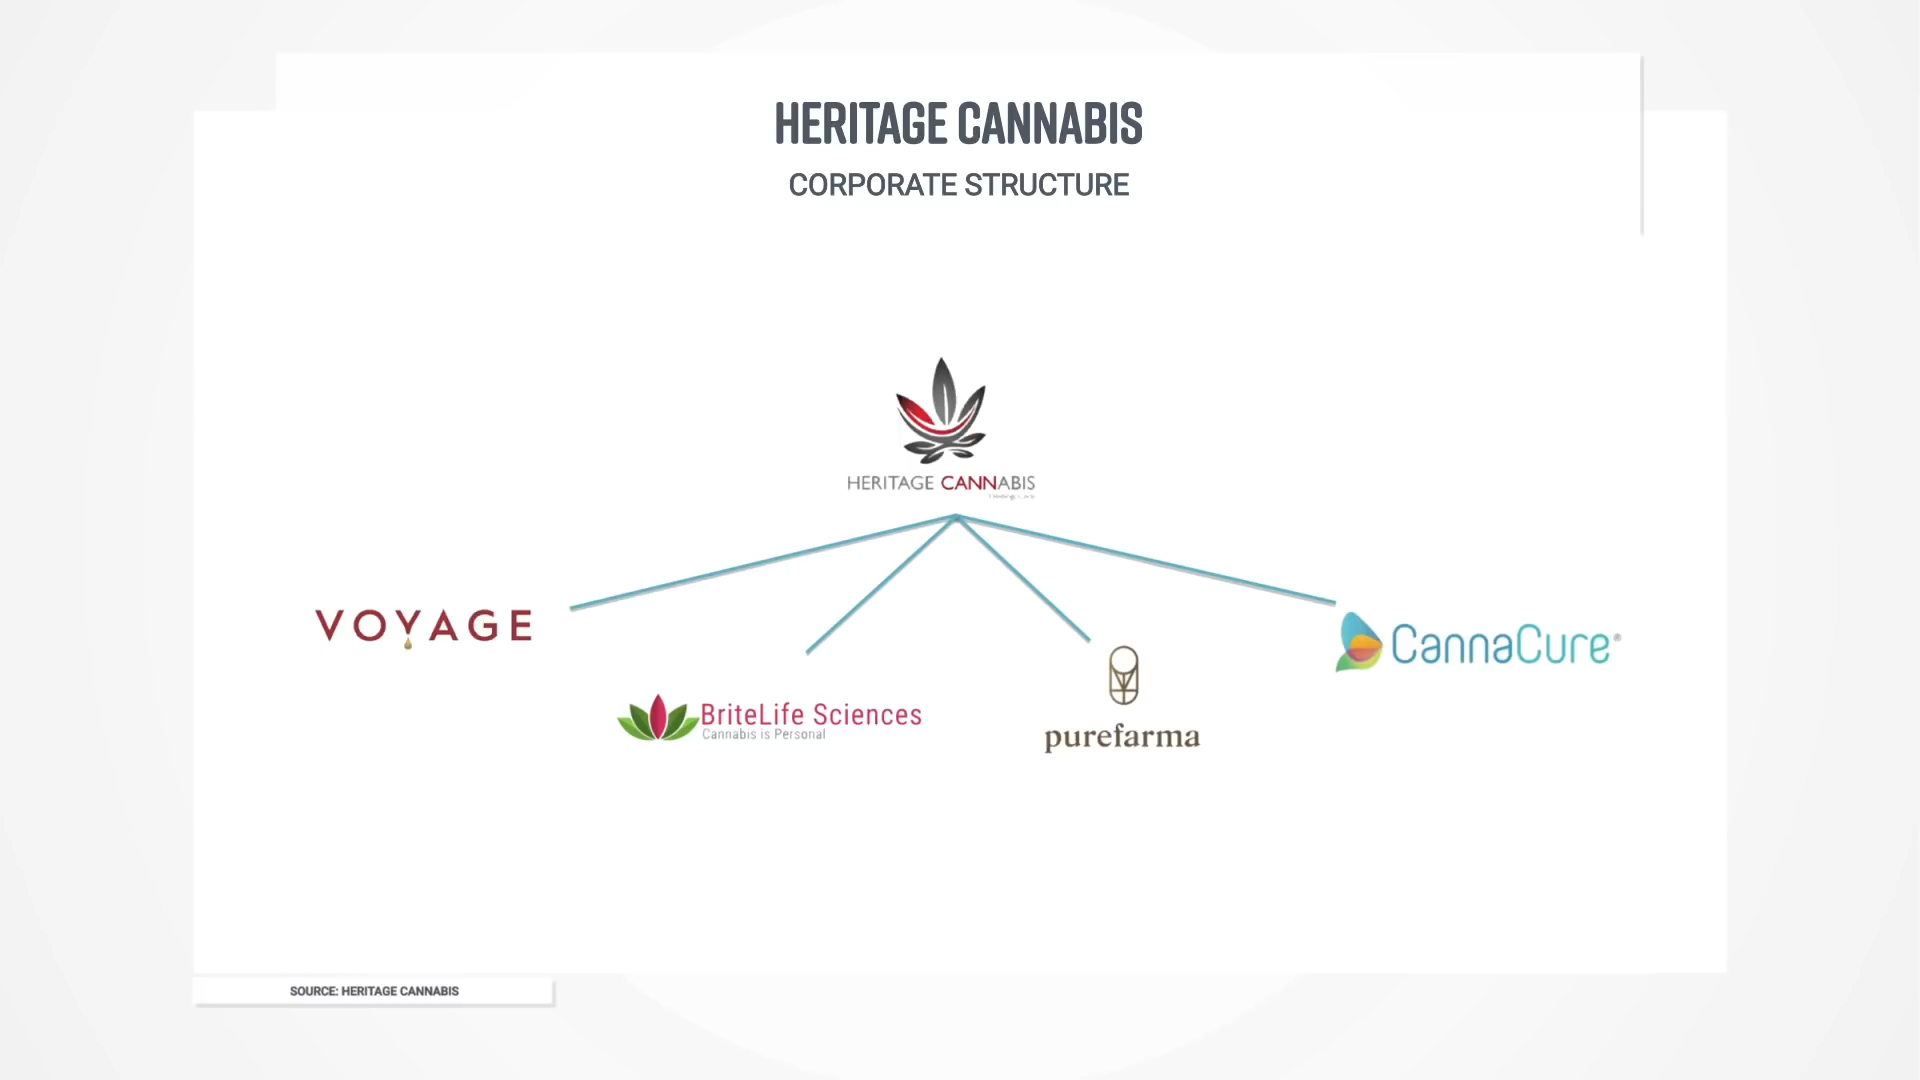 HERITAGE CANNABIS
CORPORATE STRUCTURE
HERITAGE CANNABIS
VOYAGE
CannaCure®
BriteLife Sciences
Cannabis is Personal
purefarma
SOURCE: HERITAGE CANNABIS